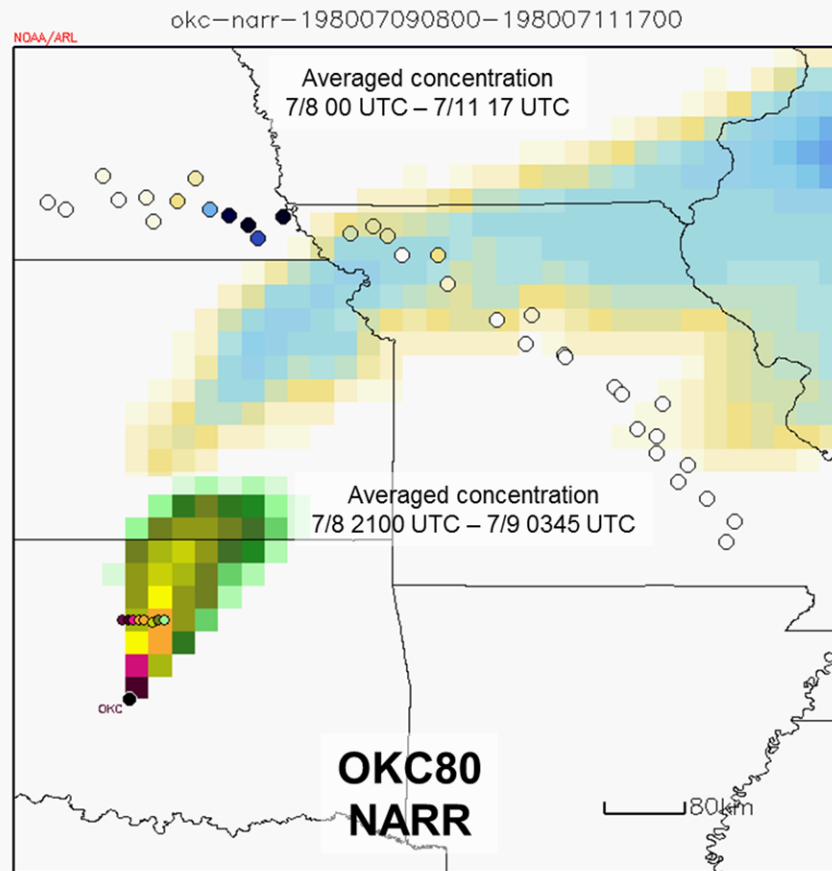 okc-narr-198007090800-198007111700
NOAA/ARL
Averaged concentration
7/8 00 UTC – 7/11 17 UTC
Averaged concentration
7/8 2100 UTC – 7/9 0345 UTC
OKC
OKC80
NARR
80km